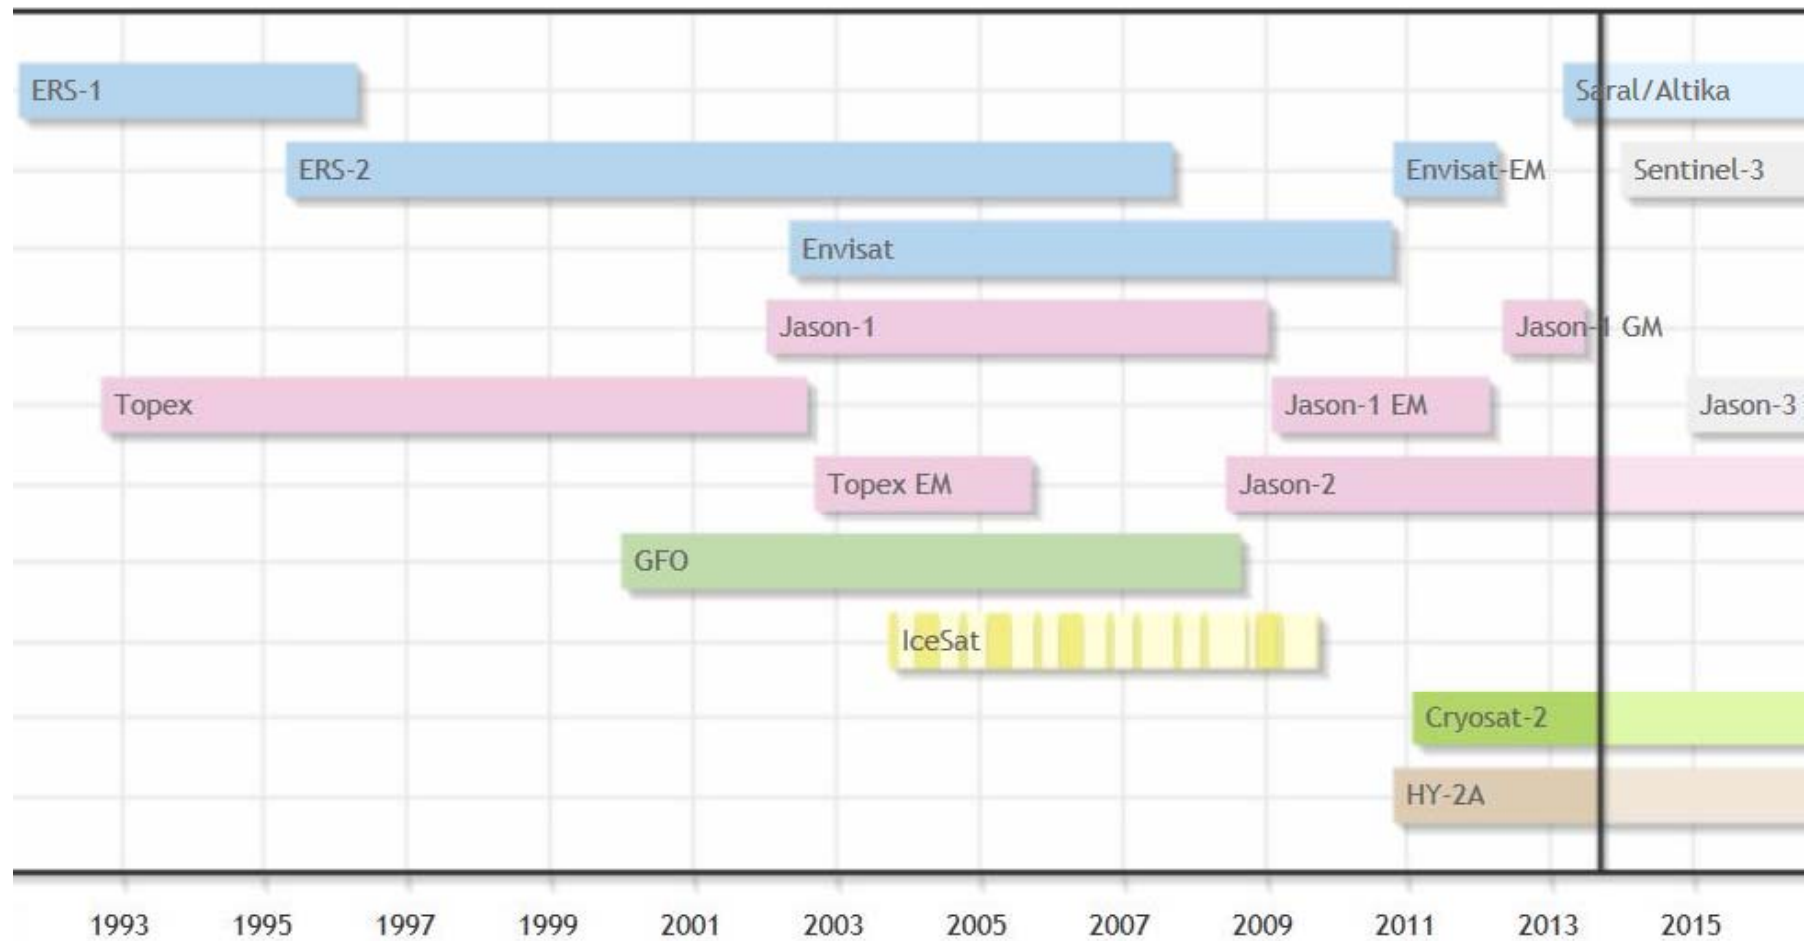 ERS-1
Saral/Altika
ERS-2
Envisat-EM
Sentinel-3
Envisat
Jason-1
Jason-1 GM
Topex
Jason-1 EM
Jason-3
Topex EM
Jason-2
GFO
IceSat
Cryosat-2
HY-2A
1993 1995 1997 1999 2001 2003 2005 2007 2009 2011 2013 2015